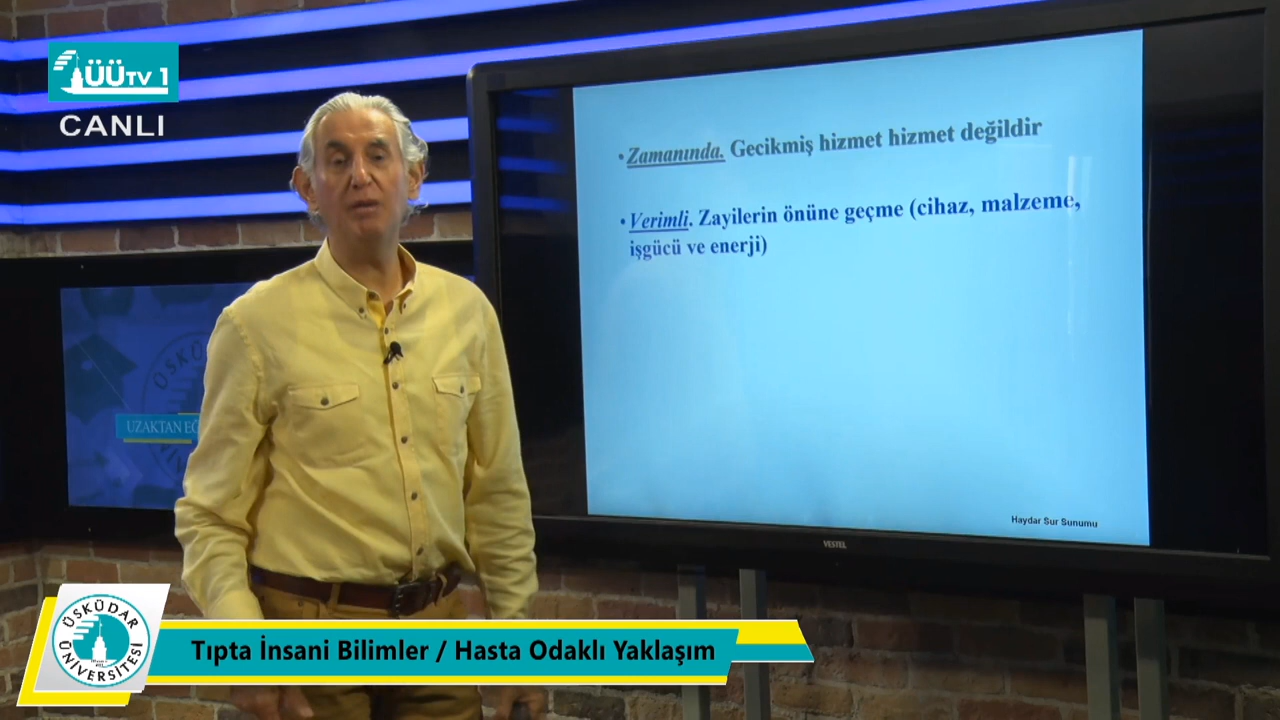 ÜÜTV 1
CANLI
• Zamanında. Gecikmiş hizmet hizmet değildir
• Verimli. Zayilerin önüne geçme (cihaz, malzeme,
işgücü ve enerji)
Haydar Sur Sunumu
VESTEL
ÜSKÜ
UZAKTAN EĞ
ÜSKÜDAR ÜNİVERSİTESİ
Tıpta İnsani Bilimler / Hasta Odaklı Yaklaşım